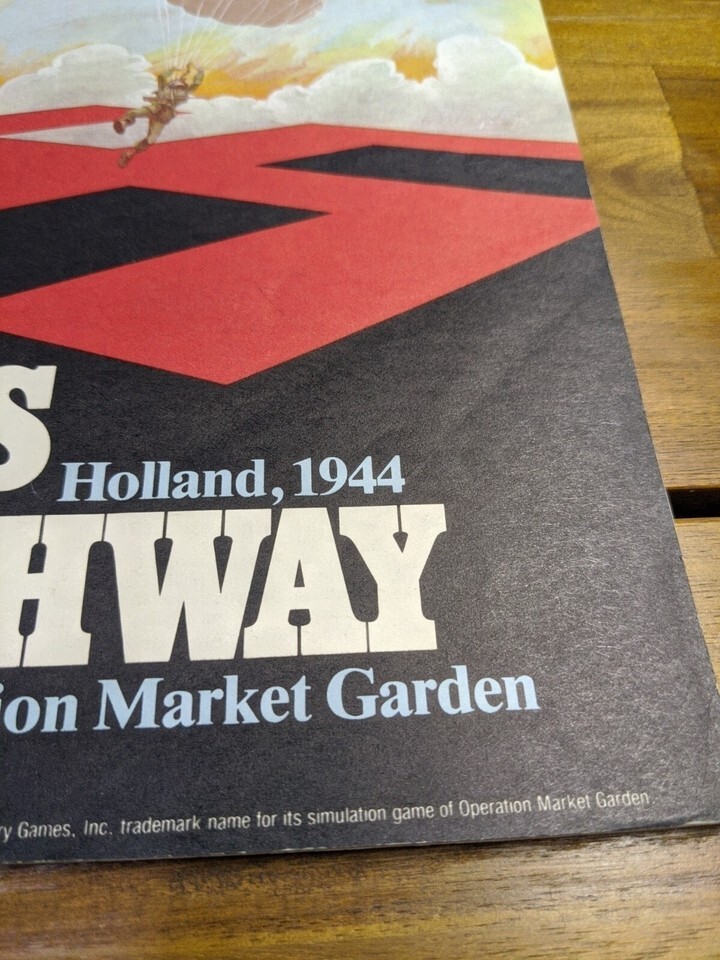 S
Holland, 1944
HWAY
ion Market Garden
ry Games, Inc. trademark name for its simulation game of Operation Market Garden.